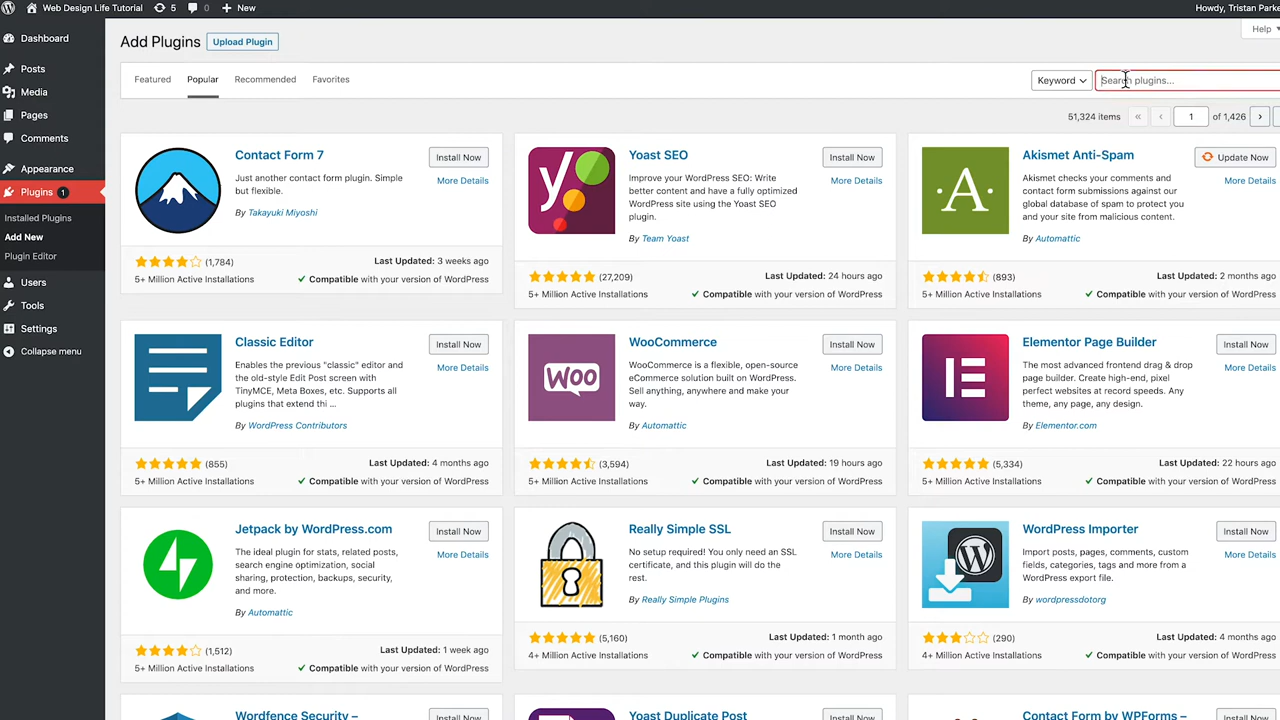 Web Design Life Tutorial 5 0 + New Howdy, Tristan Parke
Dashboard
Posts
Media
Pages
Comments
Appearance
Plugins 1
Installed Plugins
Add New
Plugin Editor
Users
Tools
Settings
Collapse menu
Add Plugins Upload Plugin Help
Featured Popular Recommended Favorites Keyword Search plugins...
51,324 items « ‹ 1 of 1,426 ›
Contact Form 7
Install Now
Just another contact form plugin. Simple
but flexible.
More Details
By Takayuki Miyoshi
(1,784) Last Updated: 3 weeks ago
5+ Million Active Installations Compatible with your version of WordPress
y
Yoast SEO
Install Now
Improve your WordPress SEO: Write
better content and have a fully optimized
WordPress site using the Yoast SEO
plugin.
More Details
By Team Yoast
(27,209) Last Updated: 24 hours ago
5+ Million Active Installations Compatible with your version of WordPress
·A·
Akismet Anti-Spam
Update Now
Akismet checks your comments and
contact form submissions against our
global database of spam to protect you
and your site from malicious content.
More Details
By Automattic
(893) Last Updated: 2 months ago
5+ Million Active Installations Compatible with your version of WordPress
Classic Editor
Install Now
Enables the previous "classic" editor and
the old-style Edit Post screen with
TinyMCE, Meta Boxes, etc. Supports all
plugins that extend thi ...
More Details
By WordPress Contributors
(855) Last Updated: 4 months ago
5+ Million Active Installations Compatible with your version of WordPress
WOO
WooCommerce
Install Now
WooCommerce is a flexible, open-source
eCommerce solution built on WordPress.
Sell anything, anywhere and make your
way.
More Details
By Automattic
(3,594) Last Updated: 19 hours ago
5+ Million Active Installations Compatible with your version of WordPress
Elementor Page Builder
Install Now
The most advanced frontend drag & drop
page builder. Create high-end, pixel
perfect websites at record speeds. Any
theme, any page, any design.
More Details
By Elementor.com
(5,334) Last Updated: 22 hours ago
5+ Million Active Installations Compatible with your version of WordPress
Jetpack by WordPress.com
Install Now
The ideal plugin for stats, related posts,
search engine optimization, social
sharing, protection, backups, security,
and more.
More Details
By Automattic
(1,512) Last Updated: 1 week ago
5+ Million Active Installations Compatible with your version of WordPress
Really Simple SSL
Install Now
No setup required! You only need an SSL
certificate, and this plugin will do the
rest.
More Details
By Really Simple Plugins
(5,160) Last Updated: 1 month ago
4+ Million Active Installations Compatible with your version of WordPress
WordPress Importer
Install Now
Import posts, pages, comments, custom
fields, categories, tags and more from a
WordPress export file.
More Details
By wordpressdotorg
(290) Last Updated: 4 months ago
4+ Million Active Installations Compatible with your version of WordPress
Wordfence Security – Install Now
Yoast Duplicate Post Install Now
Contact Form by WPForms – Install Now